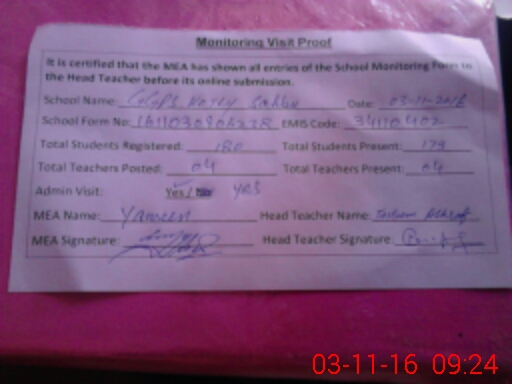 Monitoring Visit Proof
It is certified that the MEA has shown all entries of the School Monitoring Form to
the Head Teacher before its online submission.
School Name: Date: 03-11-2016
School Form No: EMIS Code: 34110402
Total Students Registered: 180 Total Students Present: 179
Total Teachers Posted: 04 Total Teachers Present: 04
Admin Visit: Yes / No Yes
MEA Name: Yameen Head Teacher Name:
MEA Signature: Head Teacher Signature:
03-11-16 09:24